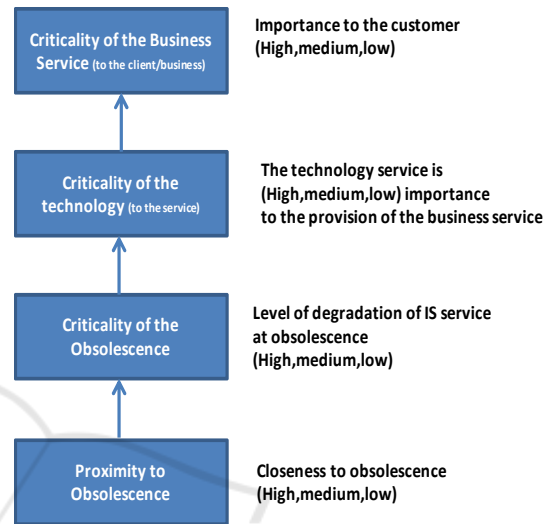 Criticality of the Business
Service (to the client/business)
Importance to the customer
(High,medium,low)
Criticality of the
technology (to the service)
The technology service is
(High,medium,low) importance
to the provision of the business service
Criticality of the
Obsolescence
Level of degradation of IS service
at obsolescence
(High,medium,low)
Proximity to
Obsolescence
Closeness to obsolescence
(High,medium,low)